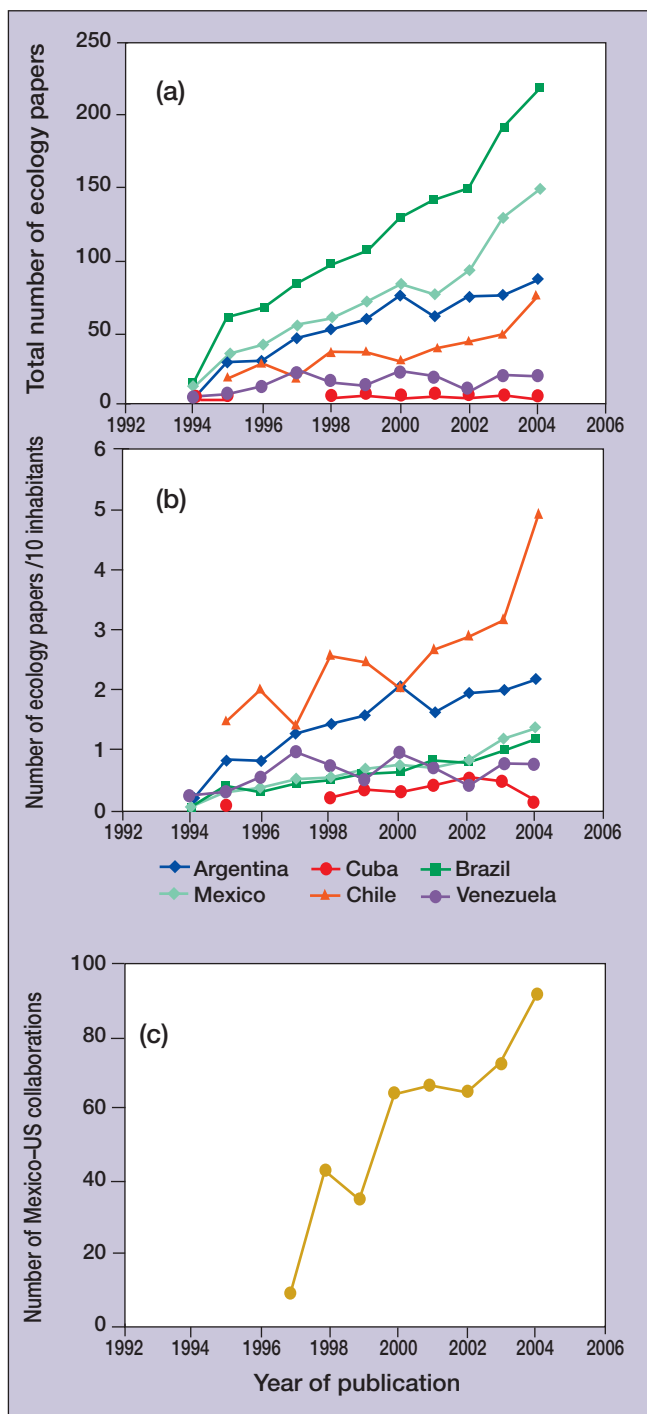 Total number of ecology papers
(a)
250
200
150
100
50
0
1992 1994 1996 1998 2000 2002 2004 2006
Number of ecology papers /10 inhabitants
(b)
6
5
4
3
2
1
0
1992 1994 1996 1998 2000 2002 2004 2006
Argentina Cuba Brazil
Mexico Chile Venezuela
Number of Mexico–US collaborations
(c)
100
80
60
40
20
0
1992 1994 1996 1998 2000 2002 2004 2006
Year of publication